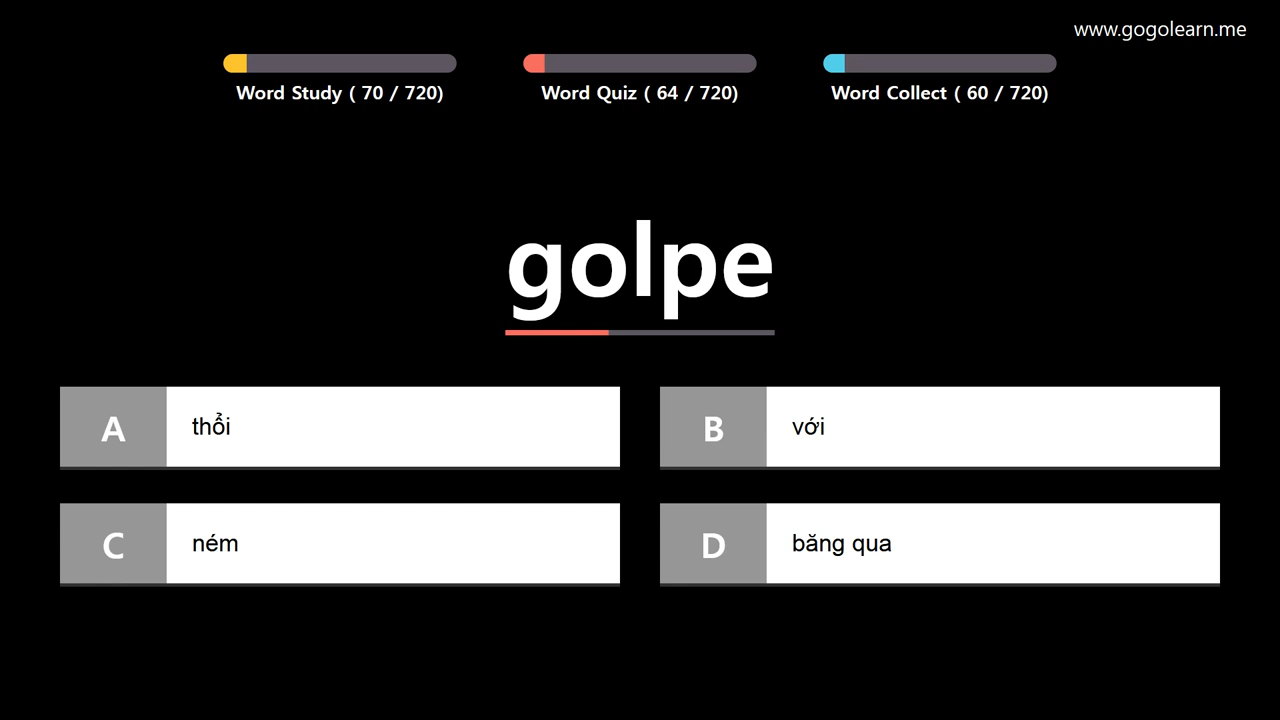 www.gogolearn.me
Word Study ( 70 / 720)
Word Quiz ( 64 / 720)
Word Collect ( 60 / 720)
golpe
A thổi
B với
C ném
D băng qua